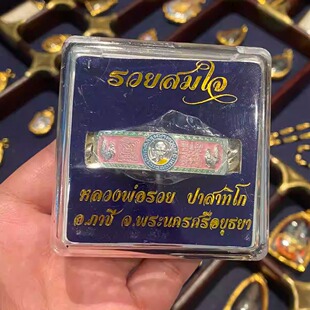 รวยสมใจ
หลวงพ่อรวย ปาสาทิโก
อ.ภาชี จ.พระนครศรีอยุธยา